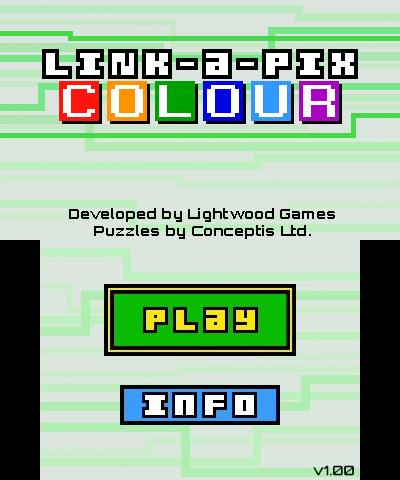 LINK-a-PIX
COLOUR
Developed by Lightwood Games
Puzzles by Conceptis Ltd.
PLay
INFO
v1.00